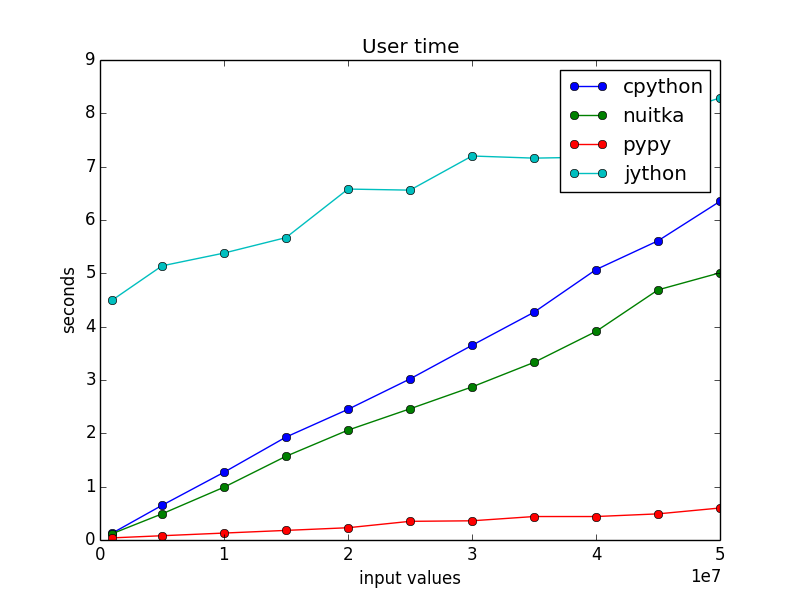 User time
9
8
7
6
5
4
3
2
1
0
seconds
cpython
nuitka
pypy
jython
0 1 2 3 4 5
1e7
input values